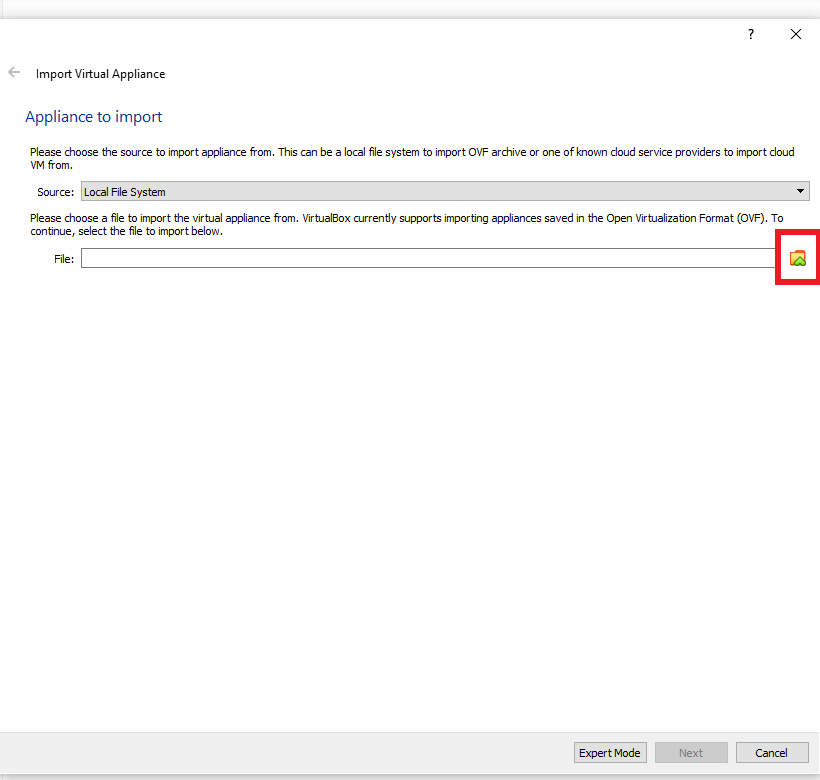 ?
Import Virtual Appliance
Appliance to import
Please choose the source to import appliance from. This can be a local file system to import OVF archive or one of known cloud service providers to import cloud
VM from.
Source: Local File System
Please choose a file to import the virtual appliance from. VirtualBox currently supports importing appliances saved in the Open Virtualization Format (OVF). To
continue, select the file to import below.
File:
Expert Mode Next Cancel